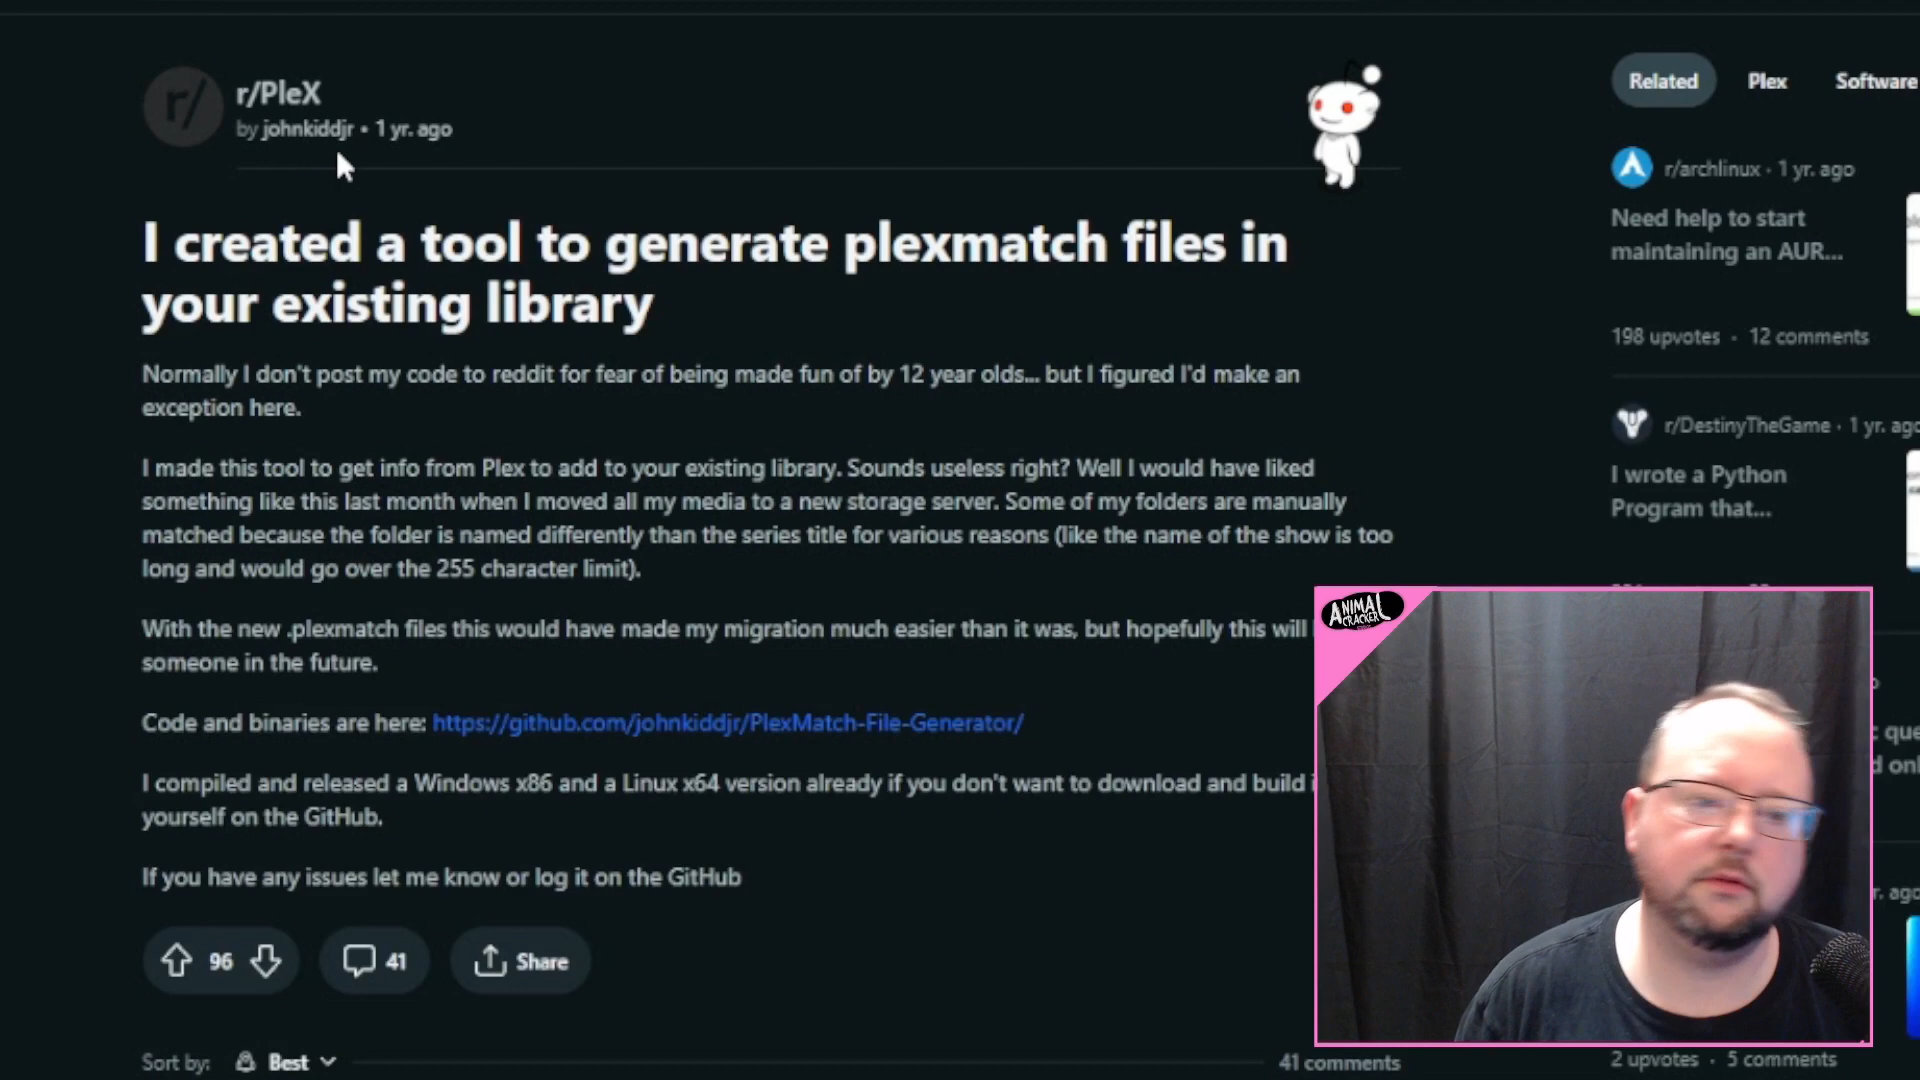 r/PleX
by johnkiddjr • 1 yr. ago
I created a tool to generate plexmatch files in
your existing library
Normally I don't post my code to reddit for fear of being made fun of by 12 year olds... but I figured I'd make an
exception here.
I made this tool to get info from Plex to add to your existing library. Sounds useless right? Well I would have liked
something like this last month when I moved all my media to a new storage server. Some of my folders are manually
matched because the folder is named differently than the series title for various reasons (like the name of the show is too
long and would go over the 255 character limit).
With the new .plexmatch files this would have made my migration much easier than it was, but hopefully this will
someone in the future.
Code and binaries are here: https://github.com/johnkiddjr/PlexMatch-File-Generator/
I compiled and released a Windows x86 and a Linux x64 version already if you don't want to download and build
yourself on the GitHub.
If you have any issues let me know or log it on the GitHub
96
41
Share
Sort by: Best
41 comments
Related Plex Software
r/archlinux · 1 yr. ago
Need help to start
maintaining an AUR...
198 upvotes · 12 comments
r/DestinyTheGame · 1 yr. ago
I wrote a Python
Program that...
ANIMAL
CRACKER
2 upvotes · 5 comments